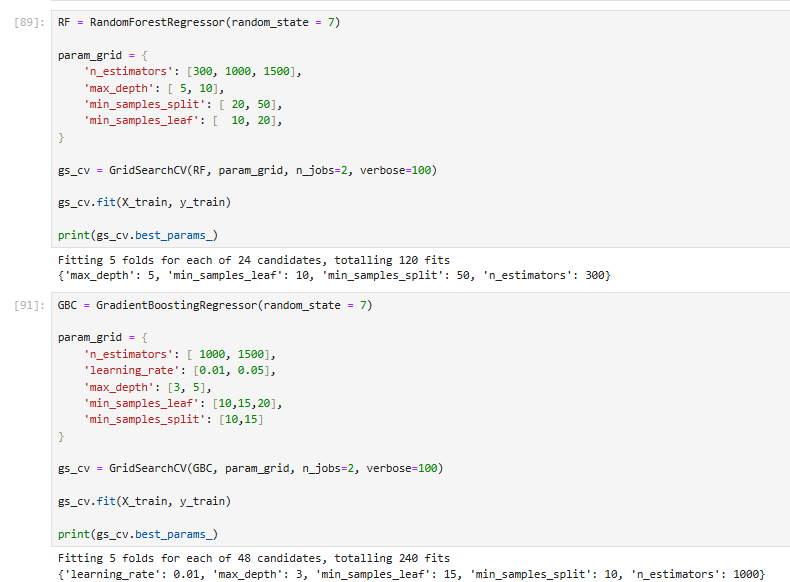 [89]: RF = RandomForestRegressor(random_state = 7)
param_grid = {
'n_estimators': [300, 1000, 1500],
'max_depth': [ 5, 10],
'min_samples_split': [ 20, 50],
'min_samples_leaf': [  10, 20],
}
gs_cv = GridSearchCV(RF, param_grid, n_jobs=2, verbose=100)
gs_cv.fit(X_train, y_train)
print(gs_cv.best_params_)
Fitting 5 folds for each of 24 candidates, totalling 120 fits
{'max_depth': 5, 'min_samples_leaf': 10, 'min_samples_split': 50, 'n_estimators': 300}
[91]: GBC = GradientBoostingRegressor(random_state = 7)
param_grid = {
'n_estimators': [ 1000, 1500],
'learning_rate': [0.01, 0.05],
'max_depth': [3, 5],
'min_samples_leaf': [10,15,20],
'min_samples_split': [10,15]
}
gs_cv = GridSearchCV(GBC, param_grid, n_jobs=2, verbose=100)
gs_cv.fit(X_train, y_train)
print(gs_cv.best_params_)
Fitting 5 folds for each of 48 candidates, totalling 240 fits
{'learning_rate': 0.01, 'max_depth': 3, 'min_samples_leaf': 15, 'min_samples_split': 10, 'n_estimators': 1000}